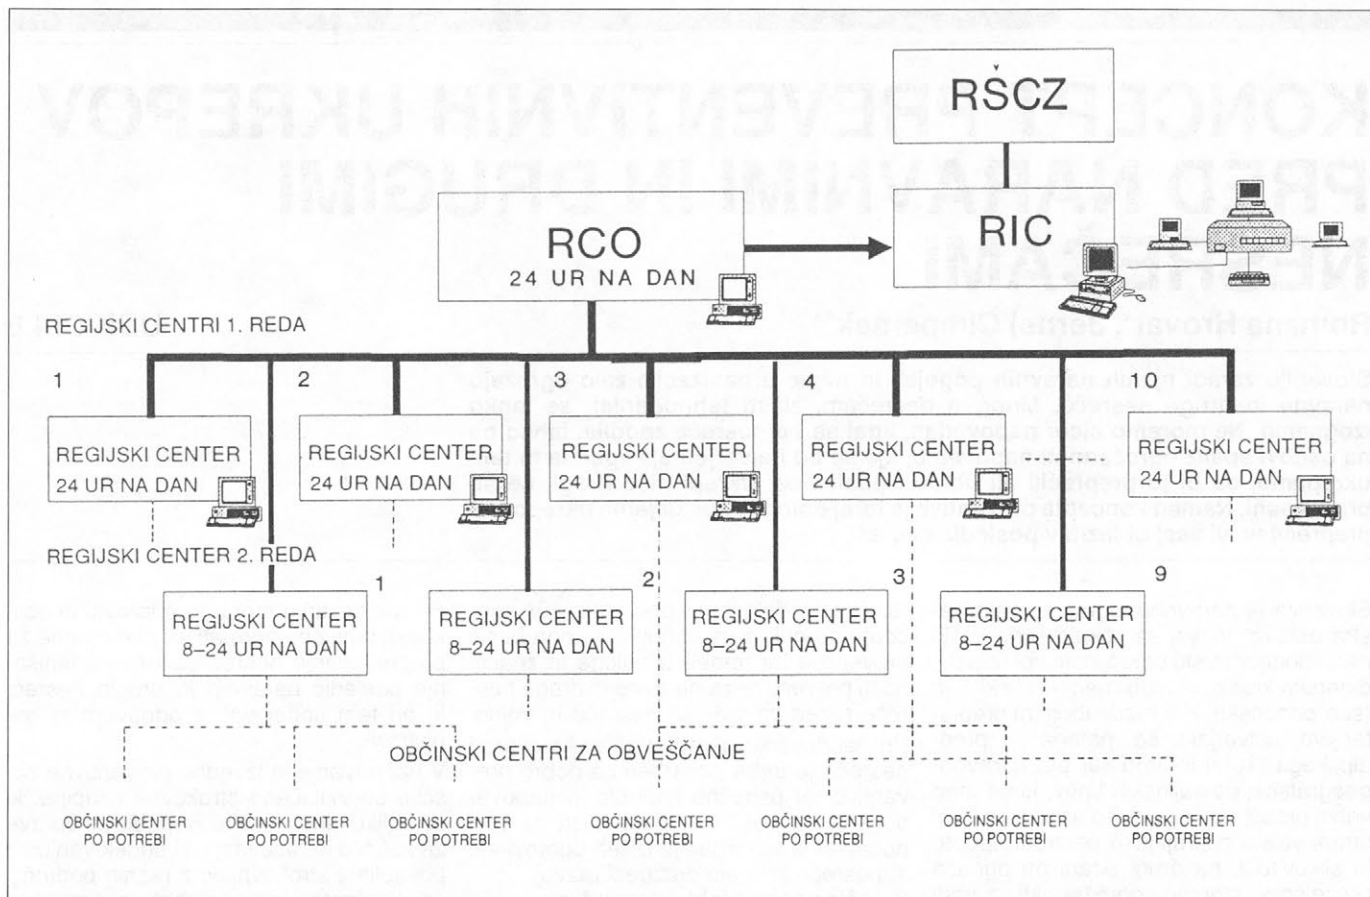 RŠCZ
RCO
24 UR NA DAN
RIC
REGIJSKI CENTRI 1. REDA
1
2
3
4
10
REGIJSKI CENTER
24 UR NA DAN
REGIJSKI CENTER
24 UR NA DAN
REGIJSKI CENTER
24 UR NA DAN
REGIJSKI CENTER
24 UR NA DAN
REGIJSKI CENTER
24 UR NA DAN
REGIJSKI CENTER 2. REDA
1
2
3
9
REGIJSKI CENTER
8–24 UR NA DAN
REGIJSKI CENTER
8–24 UR NA DAN
REGIJSKI CENTER
8–24 UR NA DAN
REGIJSKI CENTER
8–24 UR NA DAN
OBČINSKI CENTRI ZA OBVEŠČANJE
OBČINSKI CENTER
PO POTREBI
OBČINSKI CENTER
PO POTREBI
OBČINSKI CENTER
PO POTREBI
OBČINSKI CENTER
PO POTREBI
OBČINSKI CENTER
PO POTREBI
OBČINSKI CENTER
PO POTREBI
OBČINSKI CENTER
PO POTREBI